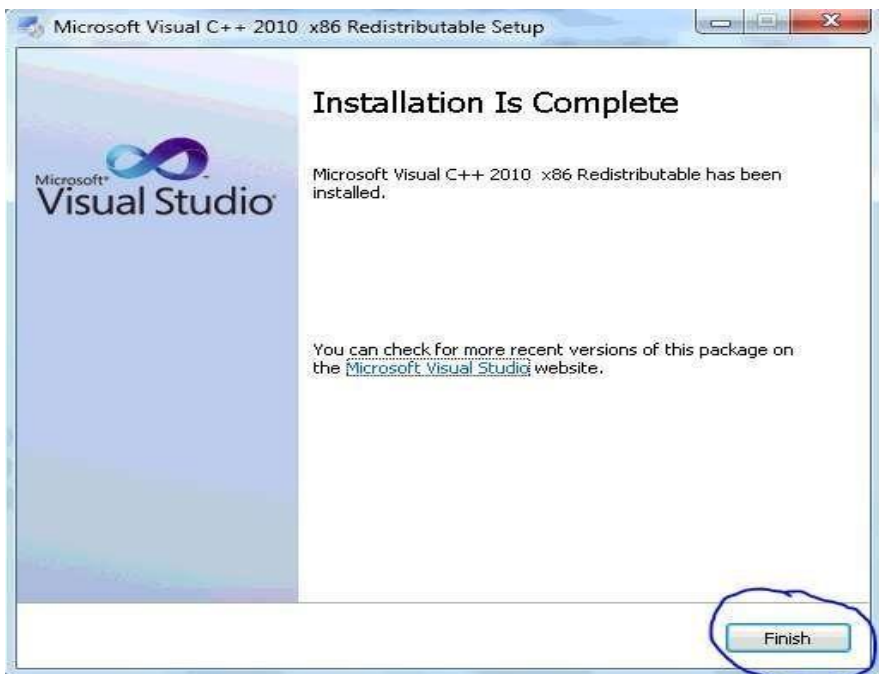 Microsoft Visual C++ 2010 x86 Redistributable Setup
Installation Is Complete
Microsoft
Visual Studio
Microsoft Visual C++ 2010 x86 Redistributable has been
installed.
You can check for more recent versions of this package on
the Microsoft Visual Studio website.
Finish